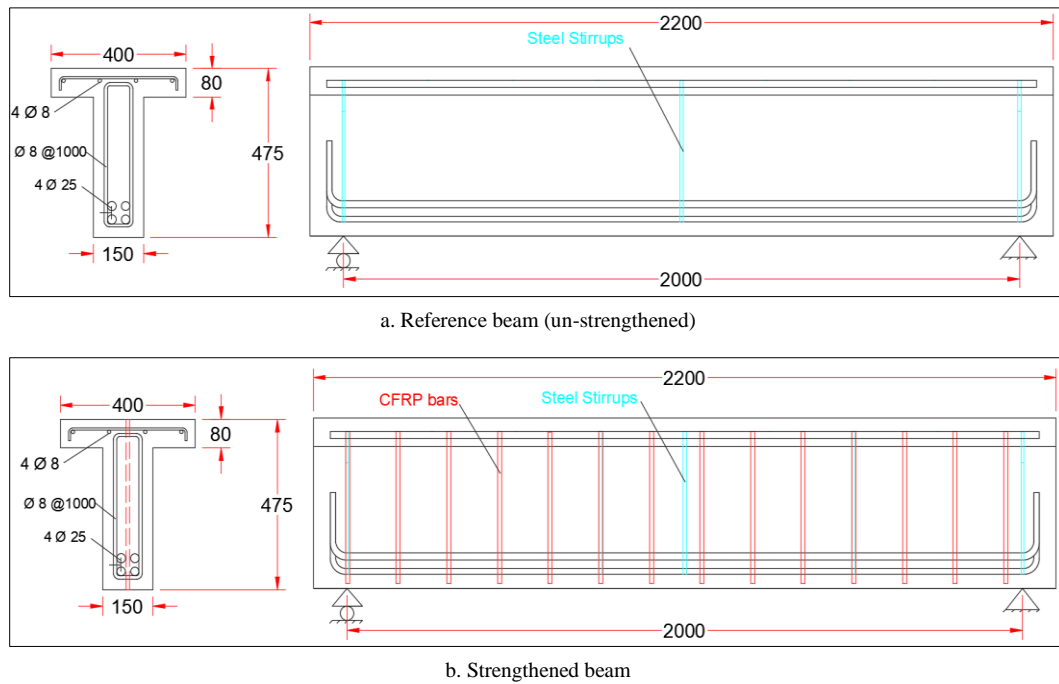 2200
Steel Stirrups
400
80
4 Ø 8
475
Ø 8 @1000
4 Ø 25
150
2000
a. Reference beam (un-strengthened)
2200
CFRP bars
Steel Stirrups
400
80
4 Ø 8
475
Ø 8 @1000
4 Ø 25
150
2000
b. Strengthened beam